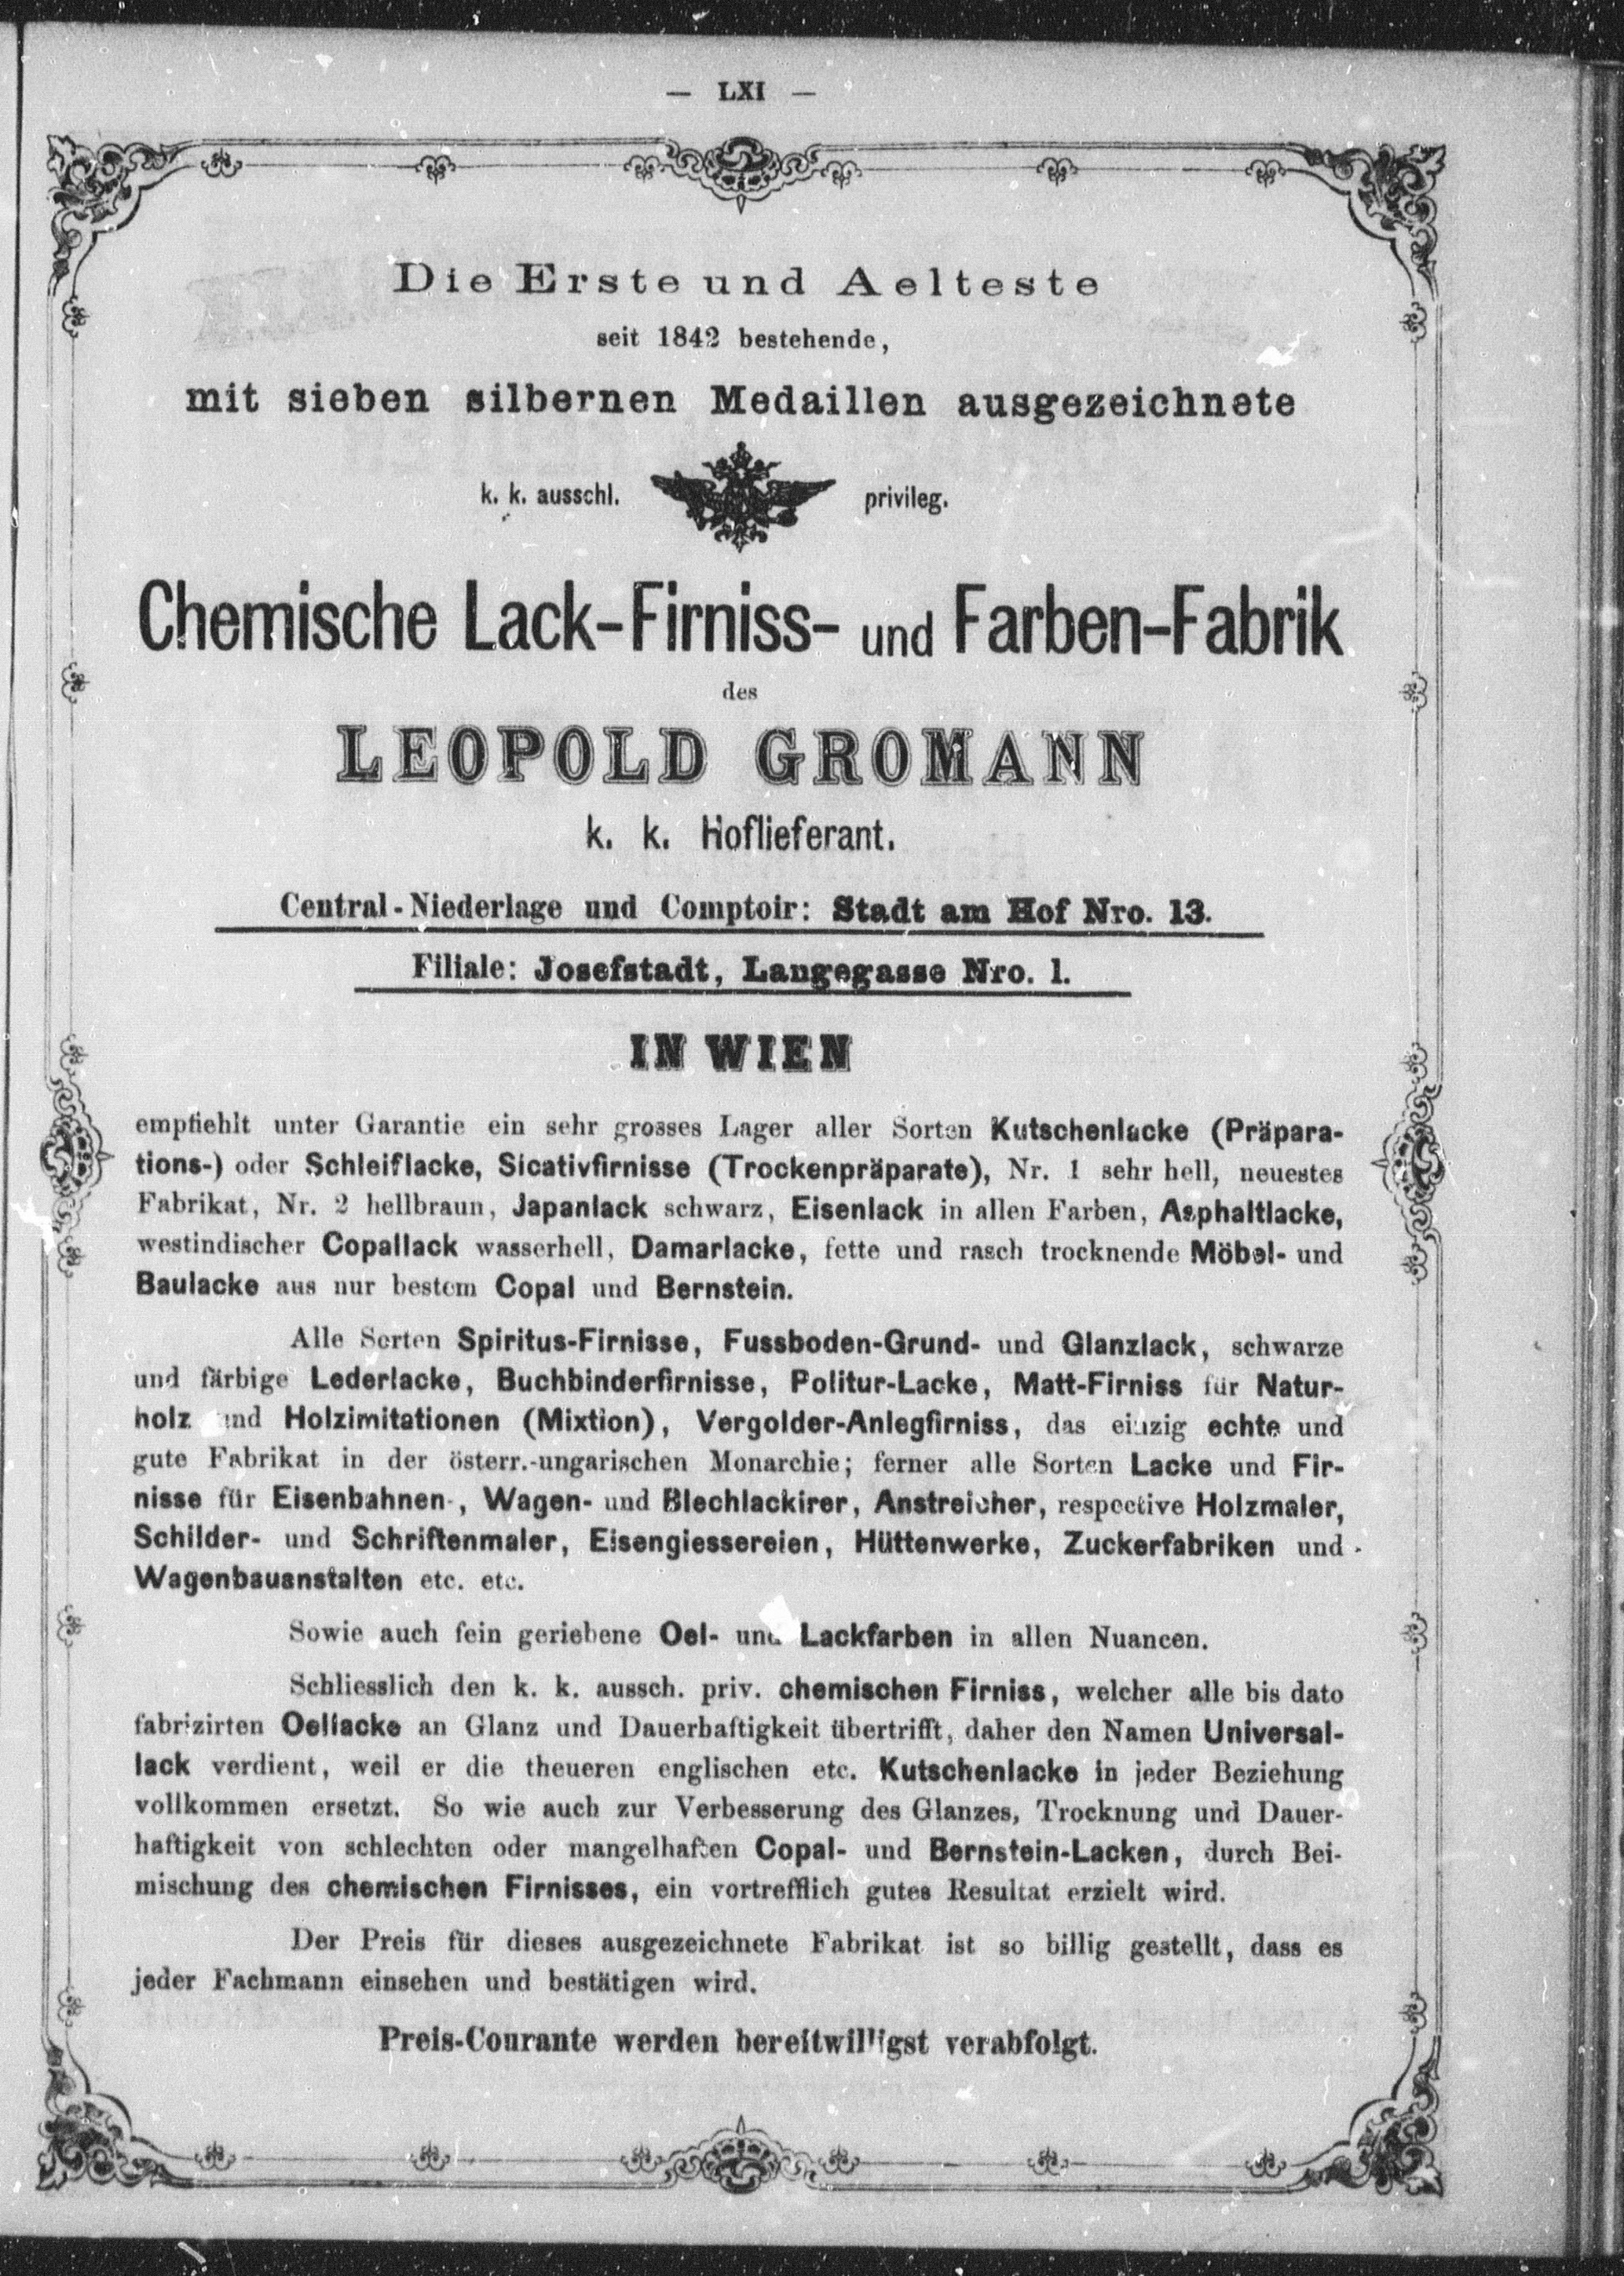 — LXI —
Die Erste und Aelteste
seit 1842 bestehende,
mit sieben silbernen Medaillen ausgezeichnete
k. k. ausschl. privileg.
Chemische Lack-Firniss- und Farben-Fabrik
des
LEOPOLD GROMANN
k. k. Hoflieferant.
Central-Niederlage und Comptoir: Stadt am Hof Nro. 13.
Filiale: Josefstadt, Langegasse Nro. 1.
IN WIEN
empfiehlt unter Garantie ein sehr grosses Lager aller Sorten Kutschenlacke (Präpara-
tions-) oder Schleiflacke, Sicativfirnisse (Trockenpräparate), Nr. 1 sehr hell, neuestes
Fabrikat, Nr. 2 hellbraun, Japanlack schwarz, Eisenlack in allen Farben, Asphaltlacke,
westindischer Copallack wasserhell, Damarlacke, fette und rasch trocknende Möbel- und
Baulacke aus nur bestem Copal und Bernstein.
Alle Sorten Spiritus-Firnisse, Fussboden-Grund- und Glanzlack, schwarze
und färbige Lederlacke, Buchbinderfirnisse, Politur-Lacke, Matt-Firniss für Natur-
holz und Holzimitationen (Mixtion), Vergolder-Anlegfirniss, das einzig echte und
gute Fabrikat in der österr.-ungarischen Monarchie; ferner alle Sorten Lacke und Fir-
nisse für Eisenbahnen-, Wagen- und Blechlackirer, Anstreicher, respective Holzmaler,
Schilder- und Schriftenmaler, Eisengiessereien, Hüttenwerke, Zuckerfabriken und
Wagenbauanstalten etc. etc.
Sowie auch fein geriebene Oel- und Lackfarben in allen Nuancen.
Schliesslich den k. k. aussch. priv. chemischen Firniss, welcher alle bis dato
fabrizirten Oellacke an Glanz und Dauerhaftigkeit übertrifft, daher den Namen Universal-
lack verdient, weil er die theueren englischen etc. Kutschenlacke in jeder Beziehung
vollkommen ersetzt. So wie auch zur Verbesserung des Glanzes, Trocknung und Dauer-
haftigkeit von schlechten oder mangelhaften Copal- und Bernstein-Lacken, durch Bei-
mischung des chemischen Firnisses, ein vortrefflich gutes Resultat erzielt wird.
Der Preis für dieses ausgezeichnete Fabrikat ist so billig gestellt, dass es
jeder Fachmann einsehen und bestätigen wird.
Preis-Courante werden bereitwilligst verabfolgt.